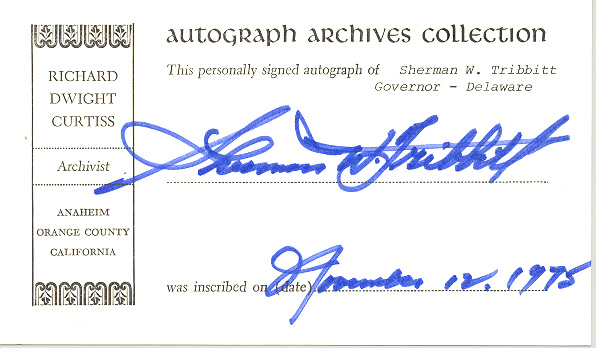 AUTOGRAPH ARCHIVES COLLECTION
RICHARD
DWIGHT
CURTISS
Archivist
ANAHEIM
ORANGE COUNTY
CALIFORNIA
This personally signed autograph of Sherman W. Tribbitt
Governor - Delaware
Sherman W. Tribbitt
was inscribed on (date) November 12, 1975